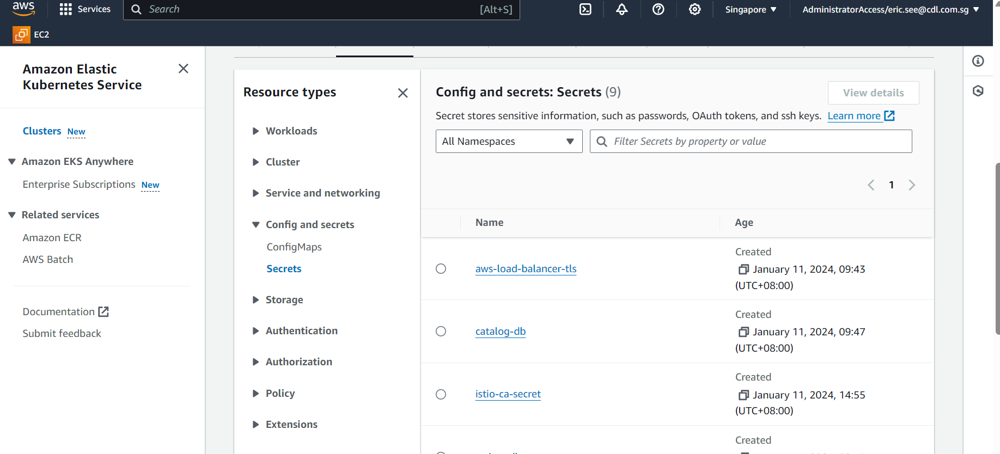 aws
Services
Search
[Alt+S]
Singapore
AdministratorAccess/eric.see@cdl.com.sg
EC2
Amazon Elastic
Kubernetes Service
Clusters New
Amazon EKS Anywhere
Enterprise Subscriptions New
Related services
Amazon ECR
AWS Batch
Documentation
Submit feedback
Resource types
Workloads
Cluster
Service and networking
Config and secrets
ConfigMaps
Secrets
Storage
Authentication
Authorization
Policy
Extensions
Config and secrets: Secrets (9)
View details
Secret stores sensitive information, such as passwords, OAuth tokens, and ssh keys. Learn more
All Namespaces
Filter Secrets by property or value
1
Name
Age
aws-load-balancer-tls
Created
January 11, 2024, 09:43
(UTC+08:00)
catalog-db
Created
January 11, 2024, 09:47
(UTC+08:00)
istio-ca-secret
Created
January 11, 2024, 14:55
(UTC+08:00)
Created